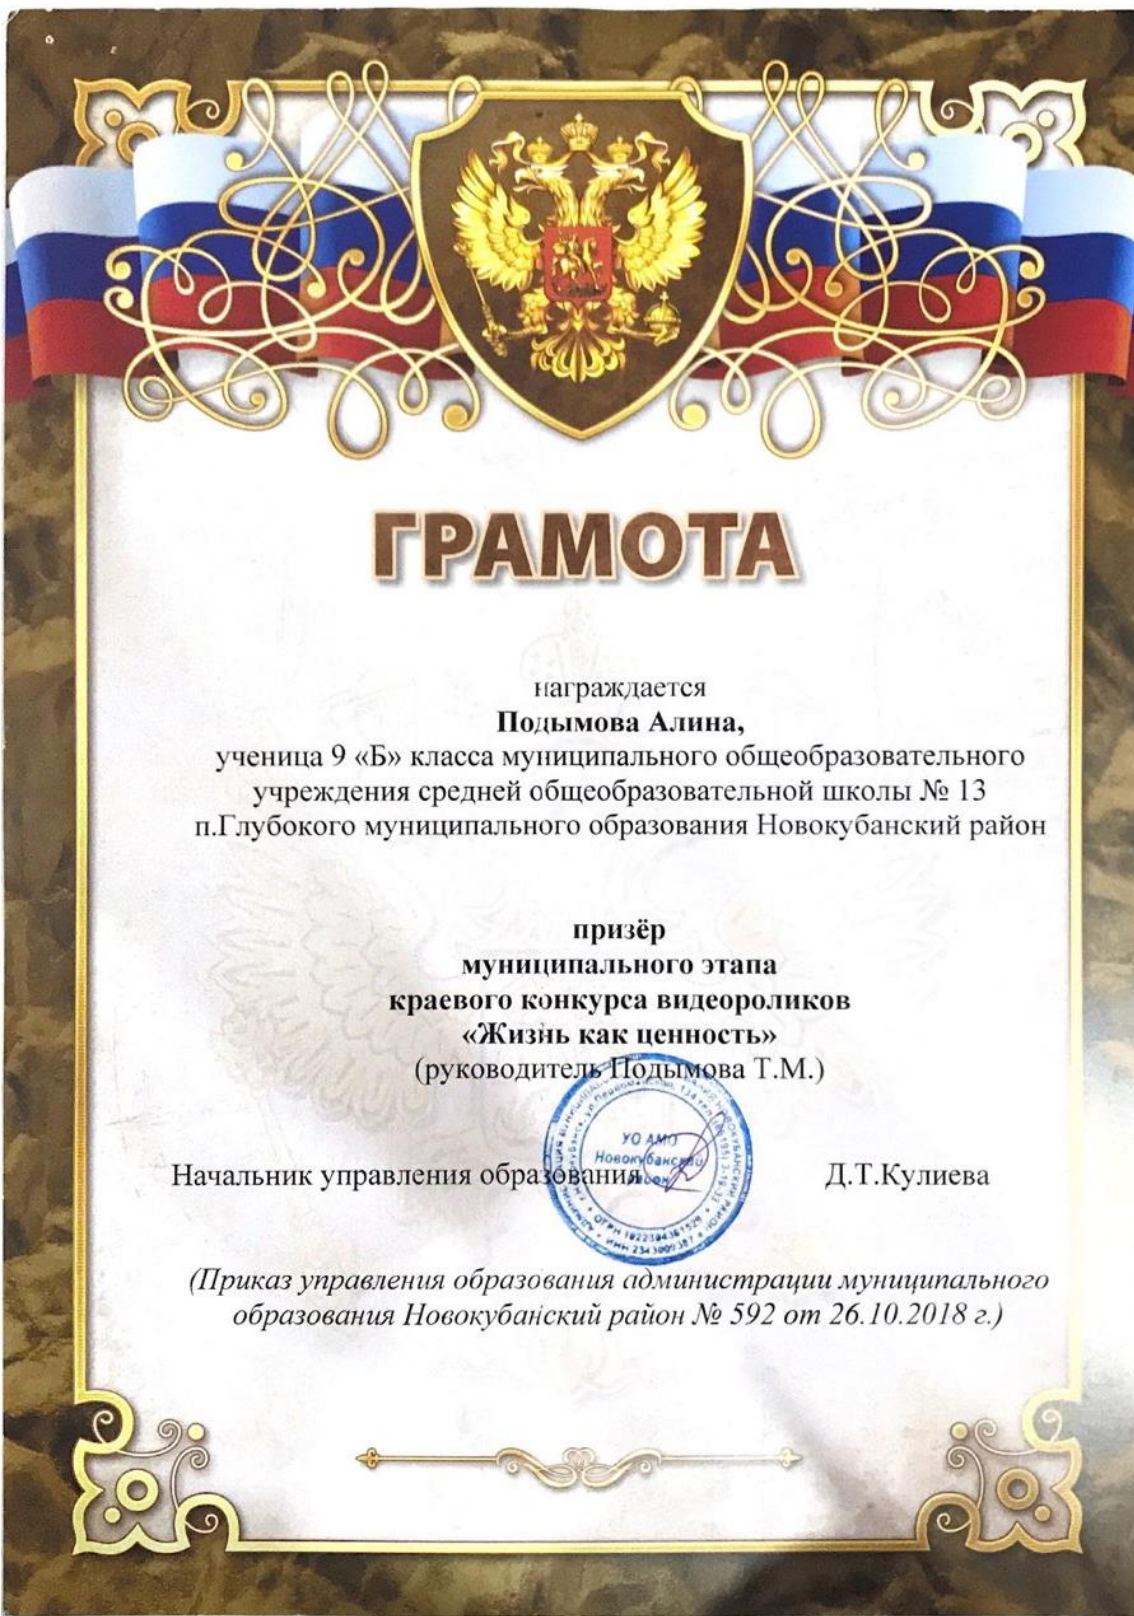 ГРАМОТА
награждается
Подымова Алина,
ученица 9 «Б» класса муниципального общеобразовательного
учреждения средней общеобразовательной школы № 13
п.Глубокого муниципального образования Новокубанский район
призёр
муниципального этапа
краевого конкурса видеороликов
«Жизнь как ценность»
(руководитель Подымова Т.М.)
УО АМО
Новокубанский
район
Начальник управления образования Д.Т.Кулиева
(Приказ управления образования администрации муниципального
образования Новокубанский район № 592 от 26.10.2018 г.)